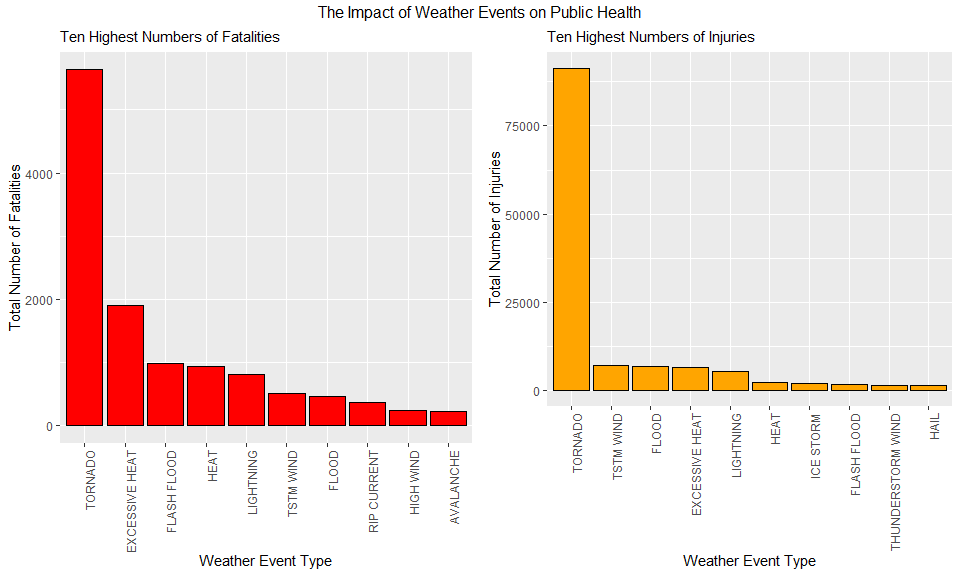 The Impact of Weather Events on Public Health
Ten Highest Numbers of Fatalities
Total Number of Fatalities
4000
2000
0
TORNADO
EXCESSIVE HEAT
FLASH FLOOD
HEAT
LIGHTNING
TSTM WIND
FLOOD
RIP CURRENT
HIGH WIND
AVALANCHE
Weather Event Type
Ten Highest Numbers of Injuries
Total Number of Injuries
75000
50000
25000
0
TORNADO
TSTM WIND
FLOOD
EXCESSIVE HEAT
LIGHTNING
HEAT
ICE STORM
FLASH FLOOD
THUNDERSTORM WIND
HAIL
Weather Event Type